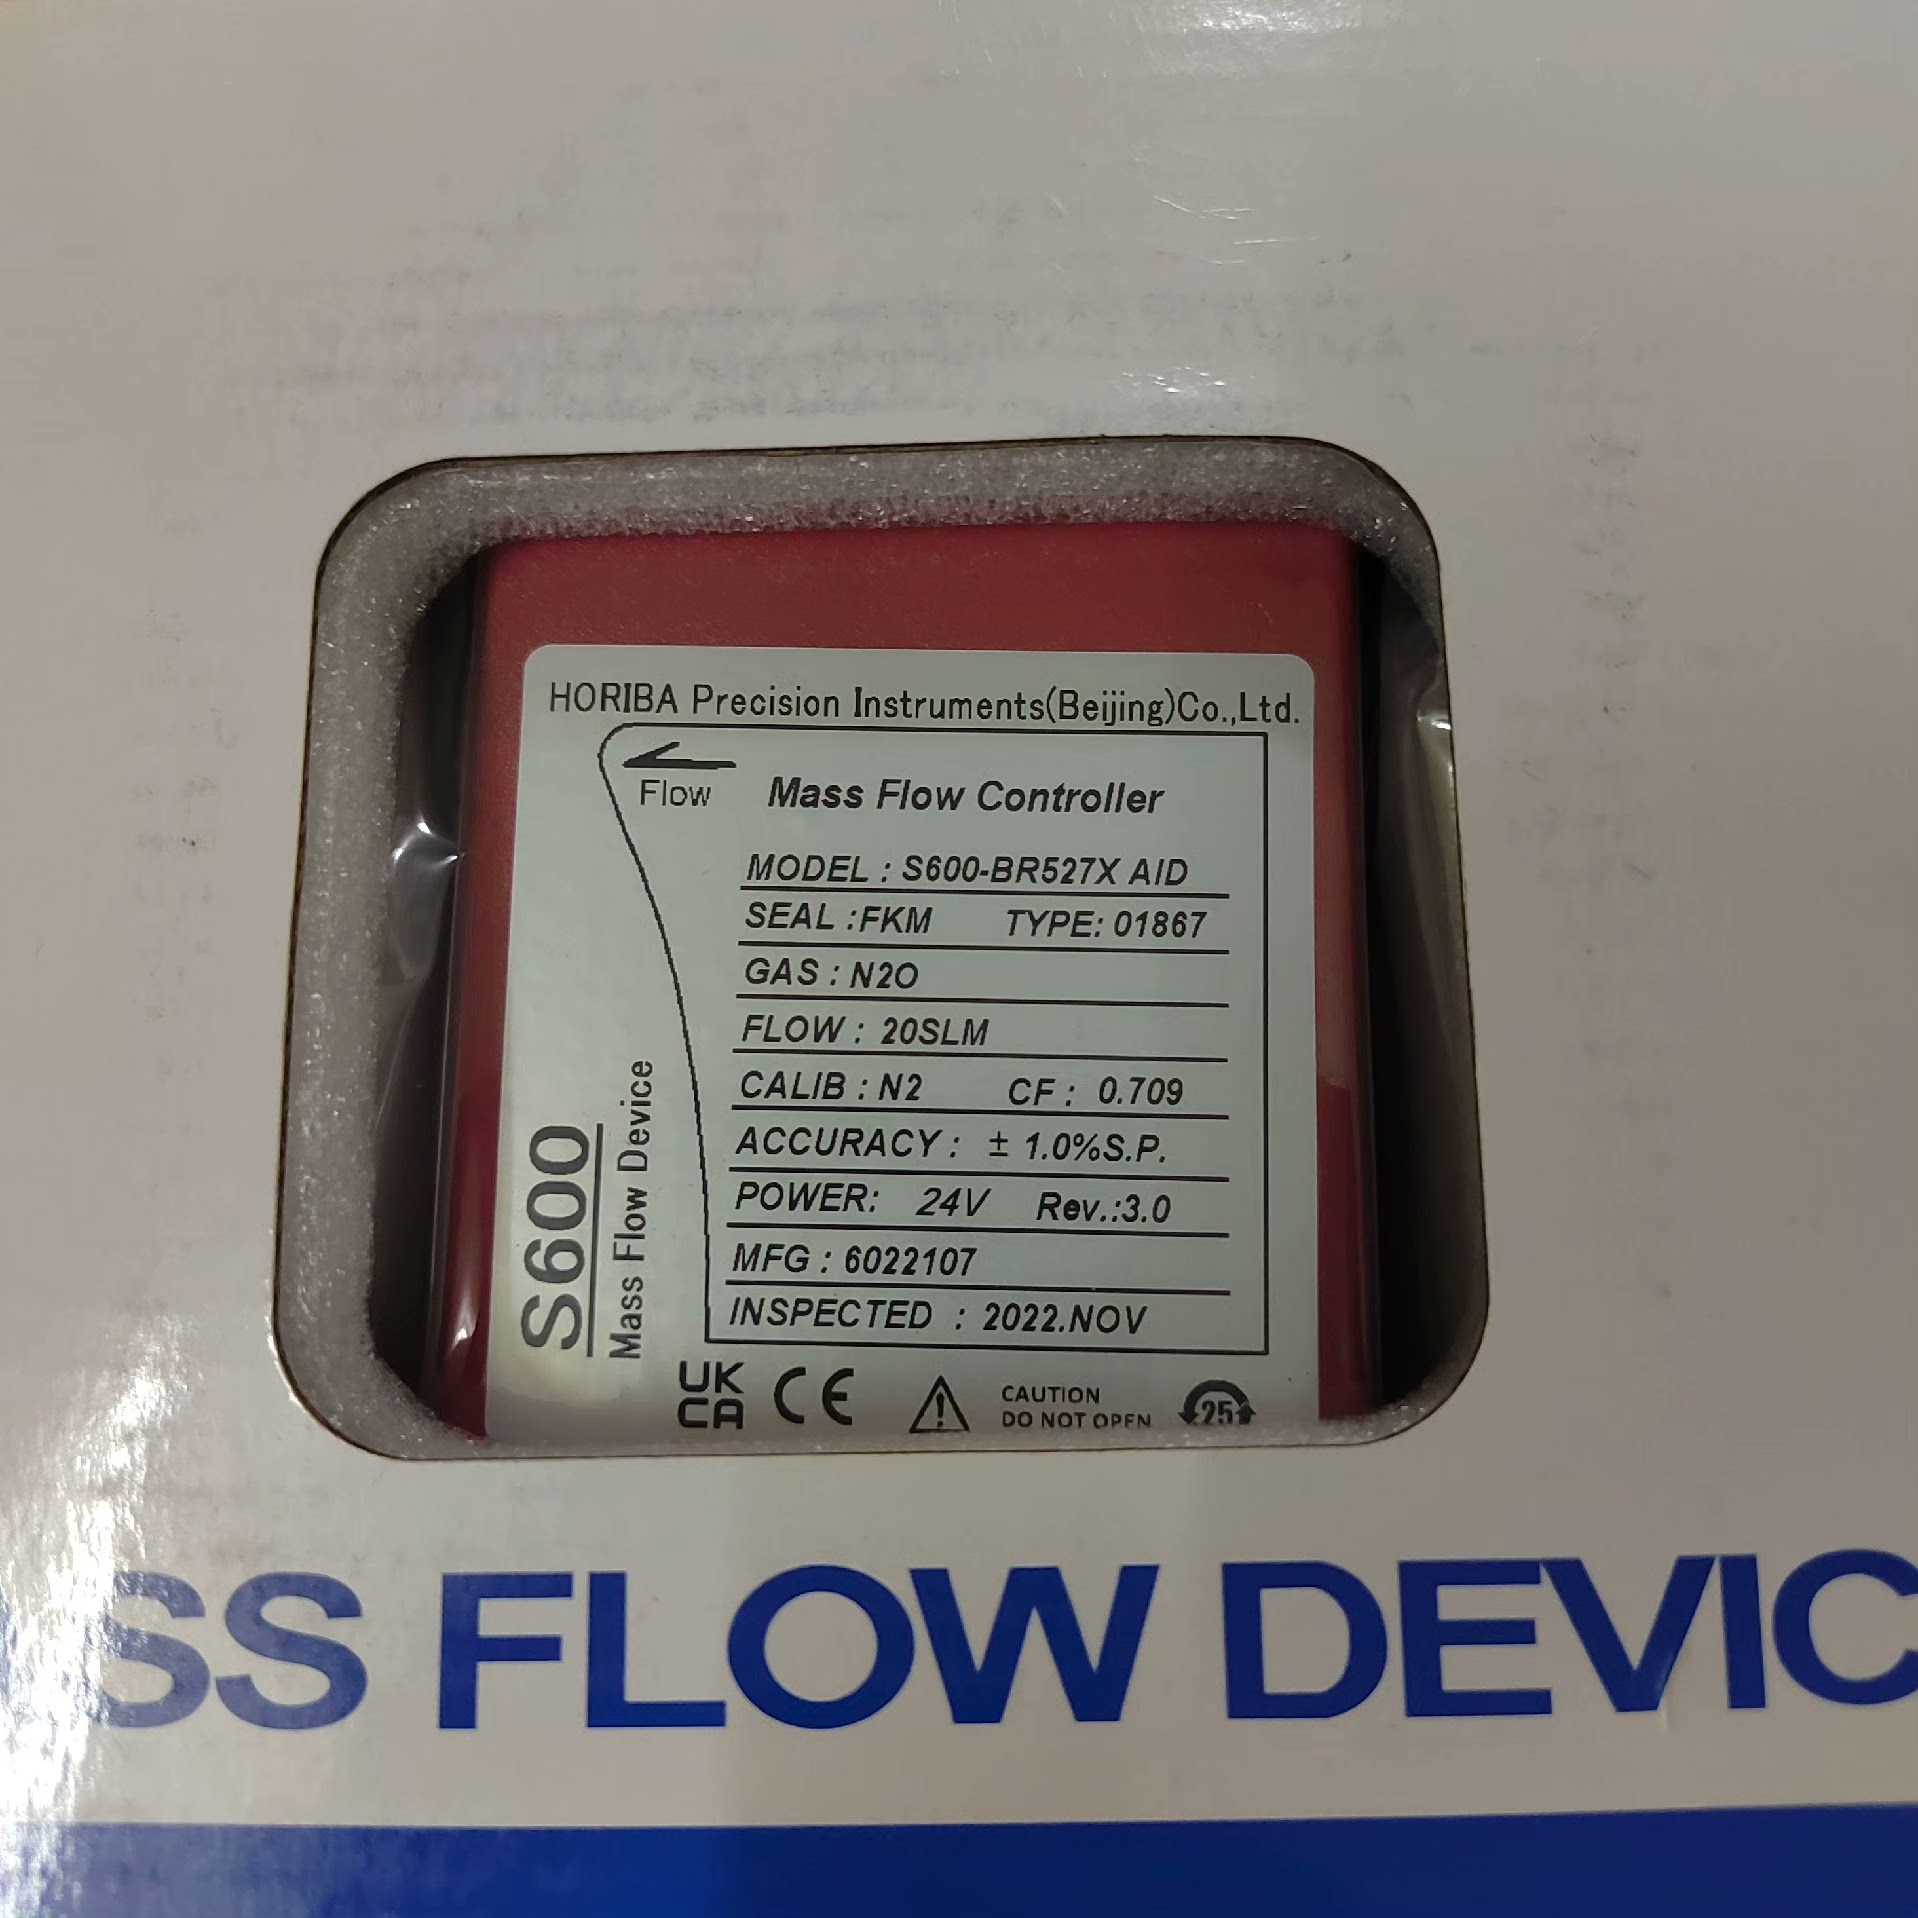 HORIBA Precision Instruments(Beijing)Co.,Ltd.
Flow Mass Flow Controller
MODEL : S600-BR527X AID
SEAL :FKM TYPE: 01867
GAS : N2O
FLOW : 20SLM
CALIB : N2 CF : 0.709
ACCURACY : ± 1.0%S.P.
POWER: 24V Rev.:3.0
MFG : 6022107
INSPECTED : 2022.NOV
S600
Mass Flow Device
UK
CA CE
CAUTION
DO NOT OPEN
25
SS FLOW DEVIC